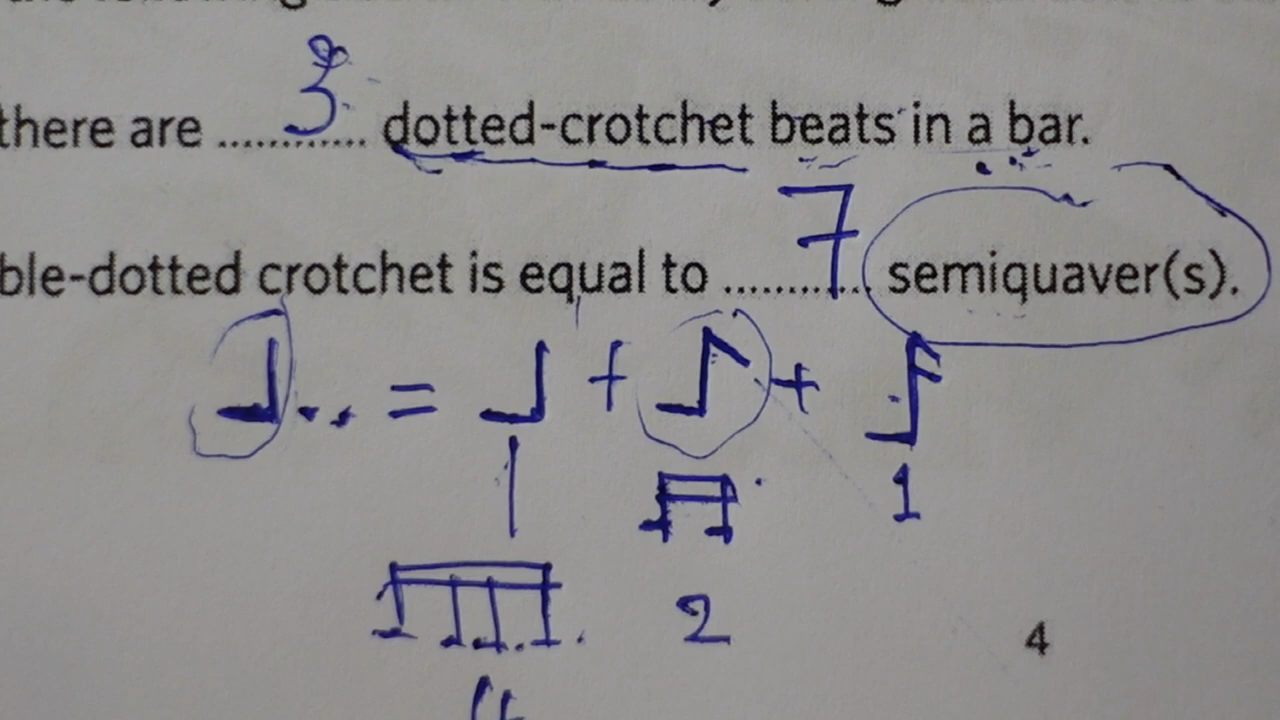 there are ....3.... dotted-crotchet beats in a bar.
ble-dotted crotchet is equal to ....7.... semiquaver(s).
♩.. = ♩ + ♪ + 𝅘𝅥𝅯
1
2
4
4